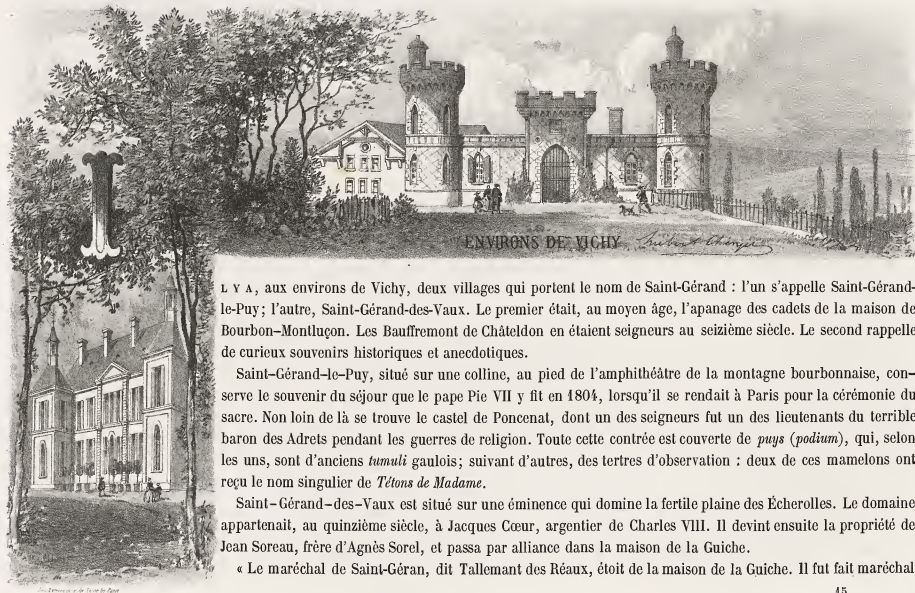 ENVIRONS DE VICHY
I
L Y A, aux environs de Vichy, deux villages qui portent le nom de Saint-Gérand : l'un s'appelle Saint-Gérand-
le-Puy; l'autre, Saint-Gérand-des-Vaux. Le premier était, au moyen âge, l'apanage des cadets de la maison de
Bourbon-Montluçon. Les Bauffremont de Châteldon en étaient seigneurs au seizième siècle. Le second rappelle
de curieux souvenirs historiques et anecdotiques.
Saint-Gérand-le-Puy, situé sur une colline, au pied de l'amphithéâtre de la montagne bourbonnaise, con-
serve le souvenir du séjour que le pape Pie VII y fit en 1804, lorsqu'il se rendait à Paris pour la cérémonie du
sacre. Non loin de là se trouve le castel de Poncenat, dont un des seigneurs fut un des lieutenants du terrible
baron des Adrets pendant les guerres de religion. Toute cette contrée est couverte de puys (podium), qui, selon
les uns, sont d'anciens tumuli gaulois; suivant d'autres, des tertres d'observation : deux de ces mamelons ont
reçu le nom singulier de Tétons de Madame.
Saint-Gérand-des-Vaux est situé sur une éminence qui domine la fertile plaine des Écherolles. Le domaine
appartenait, au quinzième siècle, à Jacques Cœur, argentier de Charles VIII. Il devint ensuite la propriété de
Jean Soreau, frère d'Agnès Sorel, et passa par alliance dans la maison de la Guiche.
« Le maréchal de Saint-Géran, dit Tallemant des Réaux, étoit de la maison de la Guiche. Il fut fait maréchal
15